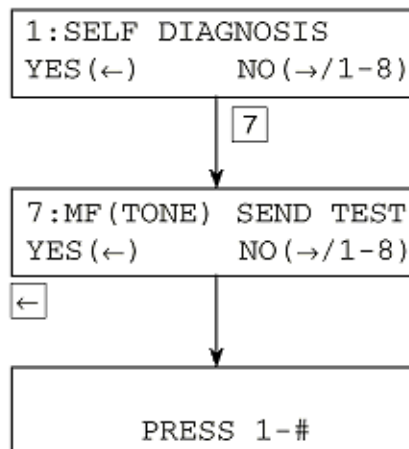 1:SELF DIAGNOSIS
YES(←) NO(→/1-8)
7
7:MF(TONE) SEND TEST
YES(←) NO(→/1-8)
←
PRESS 1-#